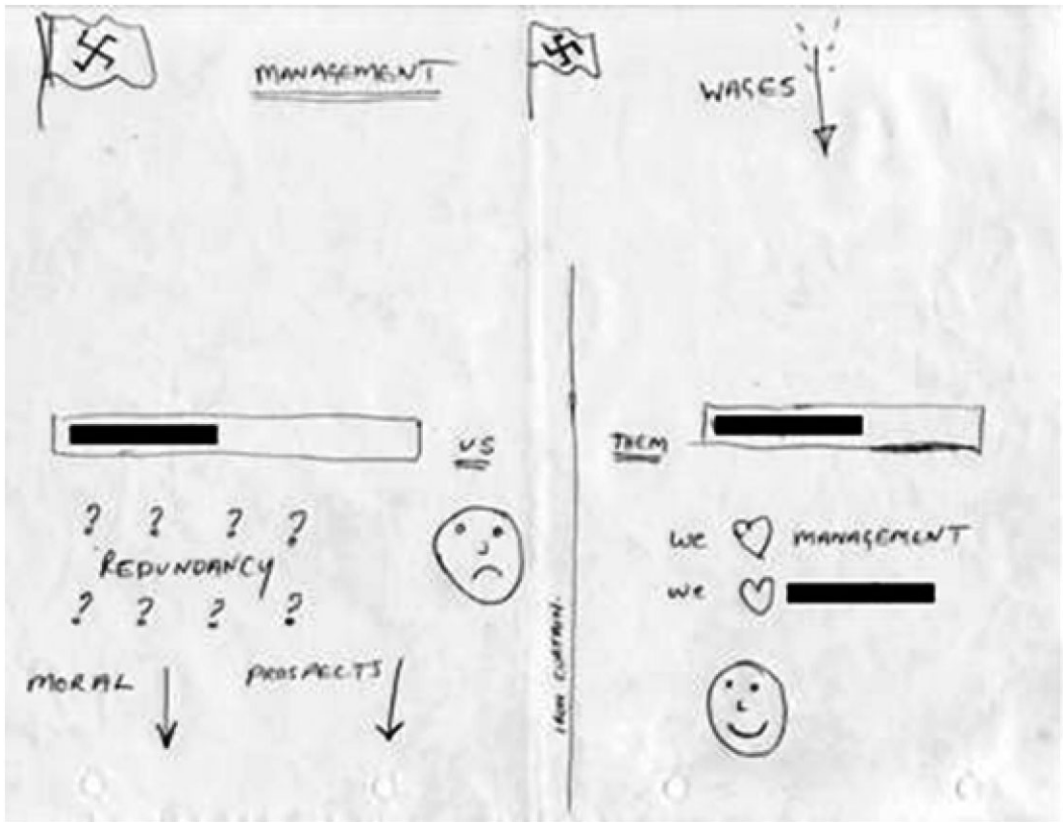 MANAGEMENT
WAGES
US
THEM
? ? ? ?
REDUNDANCY
? ? ? ?
MORAL
PROSPECTS
IRON CURTAIN
we ♡ MANAGEMENT
we ♡